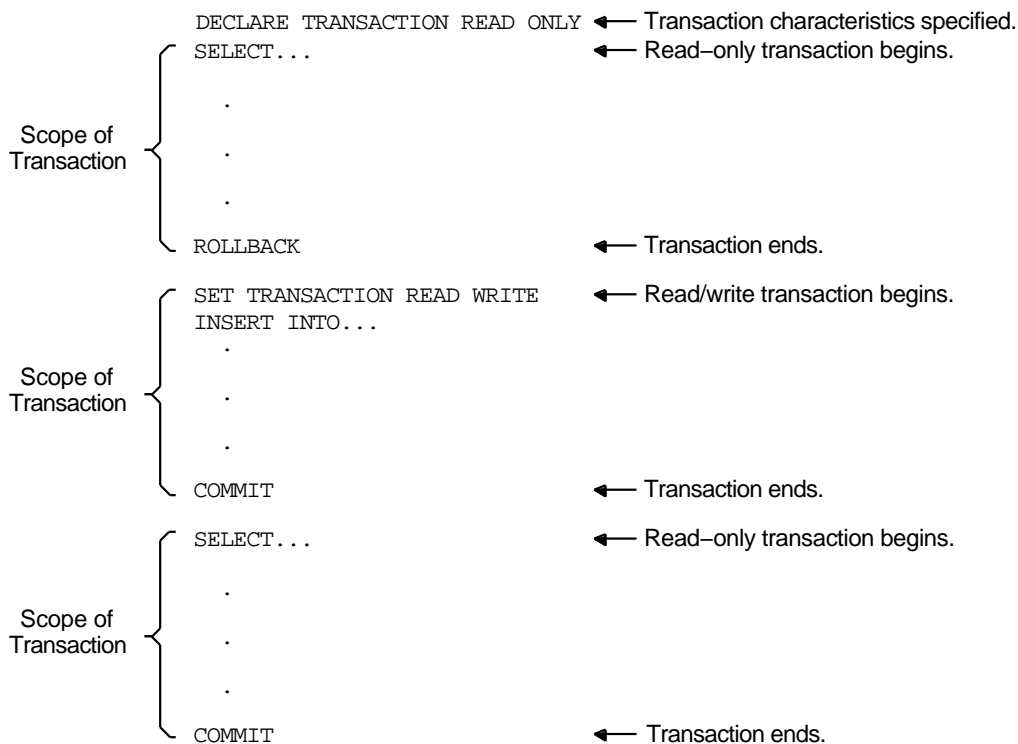 DECLARE TRANSACTION READ ONLY Transaction characteristics specified.
SELECT... Read−only transaction begins.
.
Scope of
Transaction
.
.
ROLLBACK Transaction ends.
SET TRANSACTION READ WRITE Read/write transaction begins.
INSERT INTO...
.
Scope of
Transaction
.
.
COMMIT Transaction ends.
SELECT... Read−only transaction begins.
.
Scope of
Transaction
.
.
COMMIT Transaction ends.